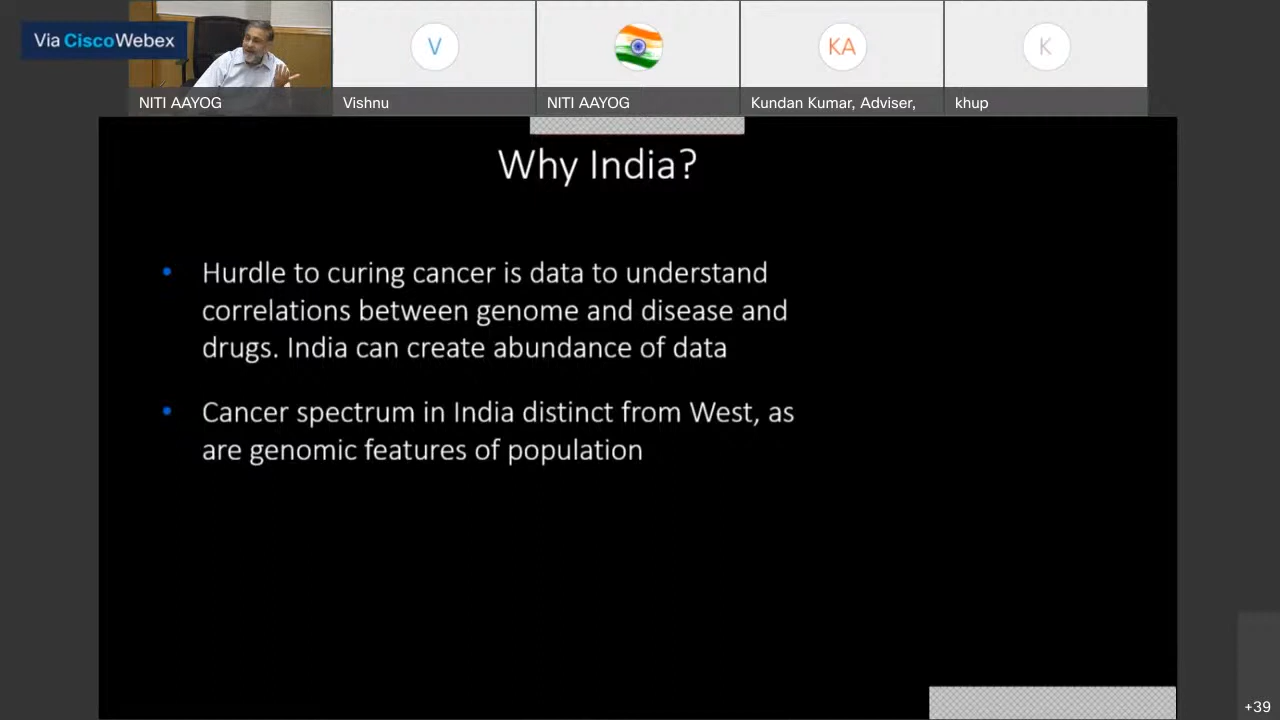 Via Cisco Webex
V
KA
K
NITI AAYOG
Vishnu
NITI AAYOG
Kundan Kumar, Adviser,
khup
Why India?
• Hurdle to curing cancer is data to understand
correlations between genome and disease and
drugs. India can create abundance of data
• Cancer spectrum in India distinct from West, as
are genomic features of population
+39